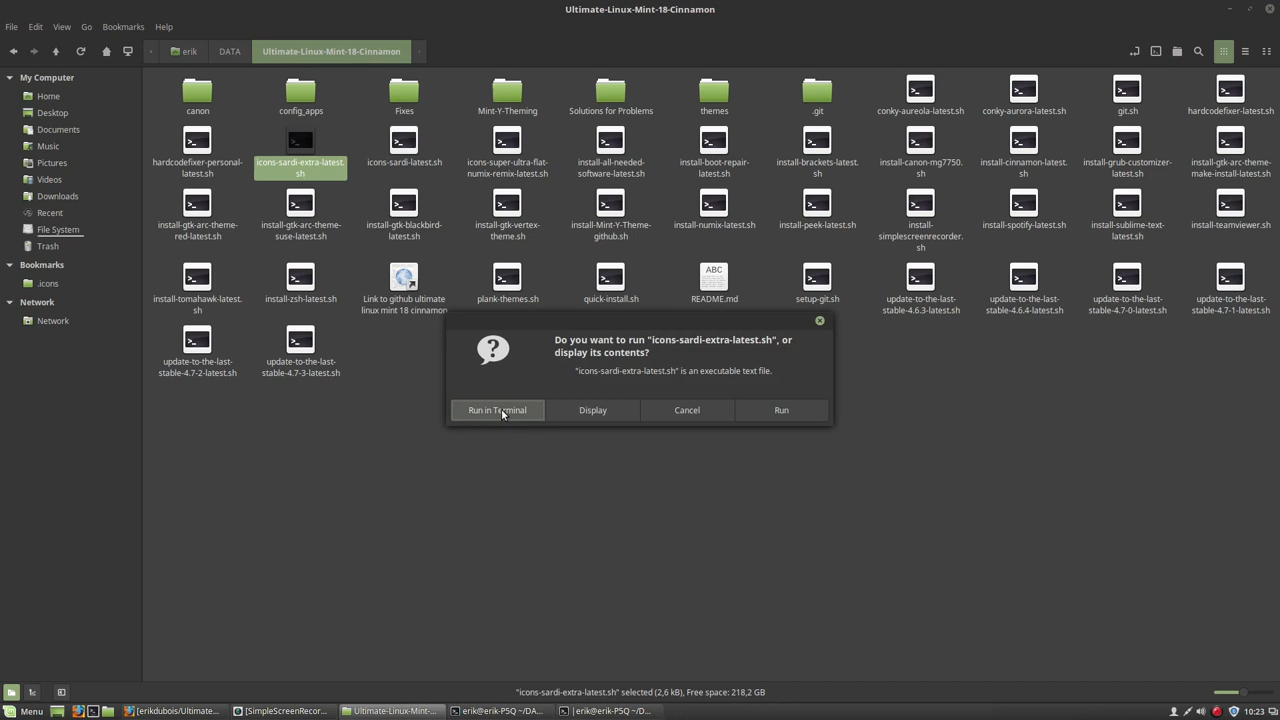 Ultimate-Linux-Mint-18-Cinnamon
File Edit View Go Bookmarks Help
erik DATA Ultimate-Linux-Mint-18-Cinnamon
My Computer
Home
Desktop
Documents
Music
Pictures
Videos
Downloads
Recent
File System
Trash
Bookmarks
.icons
Network
Network
canon
config_apps
Fixes
Mint-Y-Theming
Solutions for Problems
themes
.git
conky-aureola-latest.sh
conky-aurora-latest.sh
git.sh
hardcodefixer-latest.sh
hardcodefixer-personal-
latest.sh
icons-sardi-extra-latest.
sh
icons-sardi-latest.sh
icons-super-ultra-flat-
numix-remix-latest.sh
install-all-needed-
software-latest.sh
install-boot-repair-
latest.sh
install-brackets-latest.
sh
install-canon-mg7750.
sh
install-cinnamon-latest.
sh
install-grub-customizer-
latest.sh
install-gtk-arc-theme-
make-install-latest.sh
install-gtk-arc-theme-
red-latest.sh
install-gtk-arc-theme-
suse-latest.sh
install-gtk-blackbird-
latest.sh
install-gtk-vertex-
theme.sh
install-Mint-Y-Theme-
github.sh
install-numix-latest.sh
install-peek-latest.sh
install-
simplescreenrecorder.
sh
install-spotify-latest.sh
install-sublime-text-
latest.sh
install-teamviewer.sh
install-tomahawk-latest.
sh
install-zsh-latest.sh
Link to github ultimate
linux mint 18 cinnamon
plank-themes.sh
quick-install.sh
ABC
README.md
setup-git.sh
update-to-the-last-
stable-4.6.3-latest.sh
update-to-the-last-
stable-4.6.4-latest.sh
update-to-the-last-
stable-4.7-0-latest.sh
update-to-the-last-
stable-4.7-1-latest.sh
update-to-the-last-
stable-4.7-2-latest.sh
update-to-the-last-
stable-4.7-3-latest.sh
Do you want to run "icons-sardi-extra-latest.sh", or
display its contents?
"icons-sardi-extra-latest.sh" is an executable text file.
Run in Terminal Display Cancel Run
"icons-sardi-extra-latest.sh" selected (2,6 kB), Free space: 218,2 GB
Menu [erikdubois/Ultimate... [SimpleScreenRecor... Ultimate-Linux-Mint-... erik@erik-P5Q ~/DA... |erik@erik-P5Q ~/D... 10:23